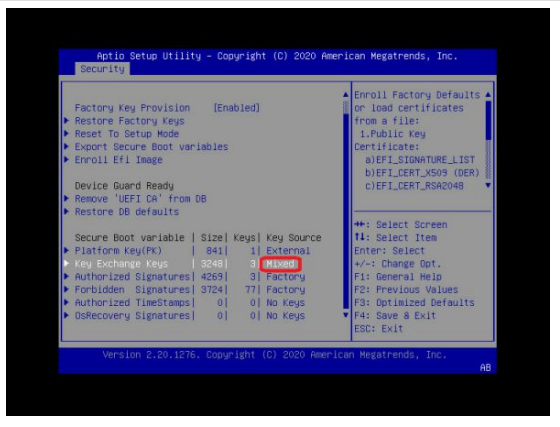 Aptio Setup Utility – Copyright (C) 2020 American Megatrends, Inc.
Security
Factory Key Provision [Enabled]
Restore Factory Keys
Reset To Setup Mode
Export Secure Boot variables
Enroll Efi Image
Device Guard Ready
Remove 'UEFI CA' from DB
Restore DB defaults
Secure Boot variable | Size| Keys| Key Source
Platform Key(PK) | 841| 1| External
Key Exchange Keys | 3248| 3| Mixed
Authorized Signatures| 4269| 3| Factory
Forbidden Signatures| 3724| 77| Factory
Authorized TimeStamps| 0| 0| No Keys
OsRecovery Signatures| 0| 0| No Keys
Enroll Factory Defaults
or load certificates
from a file:
1.Public Key
Certificate:
a)EFI_SIGNATURE_LIST
b)EFI_CERT_X509 (DER)
c)EFI_CERT_RSA2048
: Select Screen
: Select Item
Enter: Select
+/-: Change Opt.
F1: General Help
F2: Previous Values
F3: Optimized Defaults
F4: Save & Exit
ESC: Exit
Version 2.20.1276. Copyright (C) 2020 American Megatrends, Inc.
AB